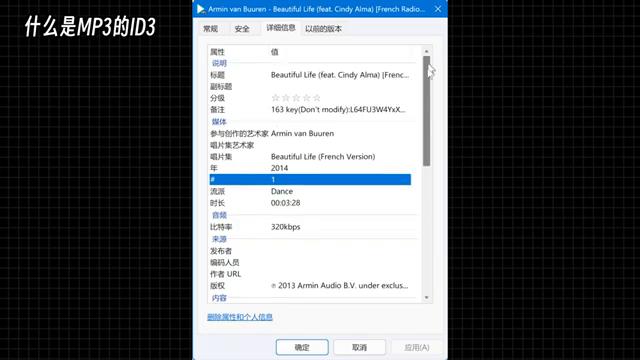 什么是MP3的ID3
Armin van Buuren - Beautiful Life (feat. Cindy Alma) [French Radio...
常规 安全 详细信息 以前的版本
属性 值
说明
标题 Beautiful Life (feat. Cindy Alma) [Frenc...
副标题
分级 ☆☆☆☆☆
备注 163 key(Don't modify):L64FU3W4YxX...
媒体
参与创作的艺术家 Armin van Buuren
唱片集艺术家
唱片集 Beautiful Life (French Version)
年 2014
# 1
流派 Dance
时长 00:03:28
音频
比特率 320kbps
来源
发布者
编码人员
作者 URL
版权 ℗ 2013 Armin Audio B.V. under exclus...
内容
删除属性和个人信息
确定 取消 应用(A)